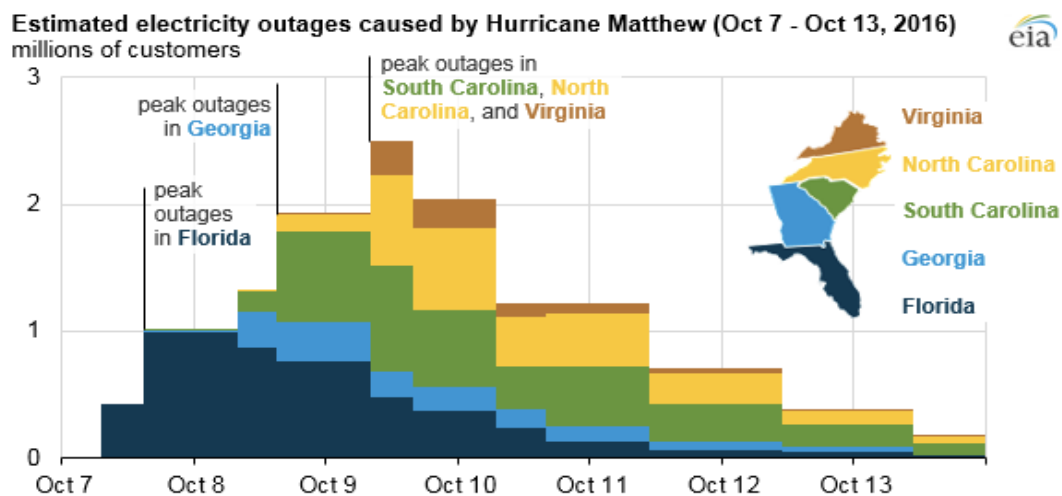 Estimated electricity outages caused by Hurricane Matthew (Oct 7 - Oct 13, 2016)
millions of customers
eia
3
2
1
0
peak outages
in Georgia
peak
outages
in Florida
peak outages in
South Carolina, North
Carolina, and Virginia
Virginia
North Carolina
South Carolina
Georgia
Florida
Oct 7
Oct 8
Oct 9
Oct 10
Oct 11
Oct 12
Oct 13